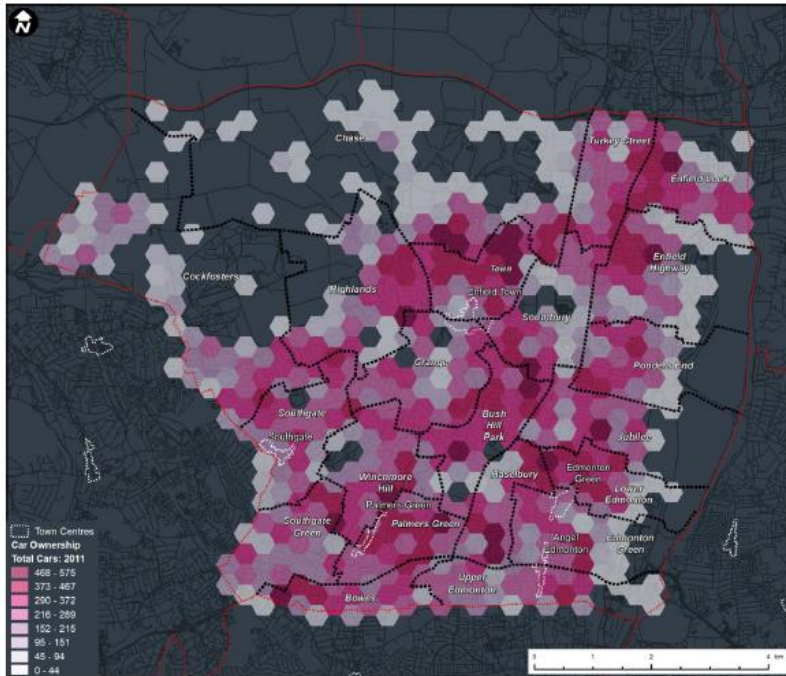 N
Chase
Turkey Street
Enfield Lock
Cockfosters
Highlands
Town
Enfield Town
Enfield
Highway
Southbury
Grange
Ponders End
Southgate
Southgate
Bush
Hill
Park
Jubilee
Winchmore
Hill
Haselbury
Edmonton
Green
Lower
Edmonton
Palmers Green
Southgate
Green
Palmers Green
Angel
Edmonton
Edmonton
Green
Upper
Edmonton
Bowes
Town Centres
Car Ownership
Total Cars: 2011
468 - 575
373 - 467
290 - 372
216 - 289
152 - 215
95 - 151
45 - 94
0 - 44
0 1 2 4 km